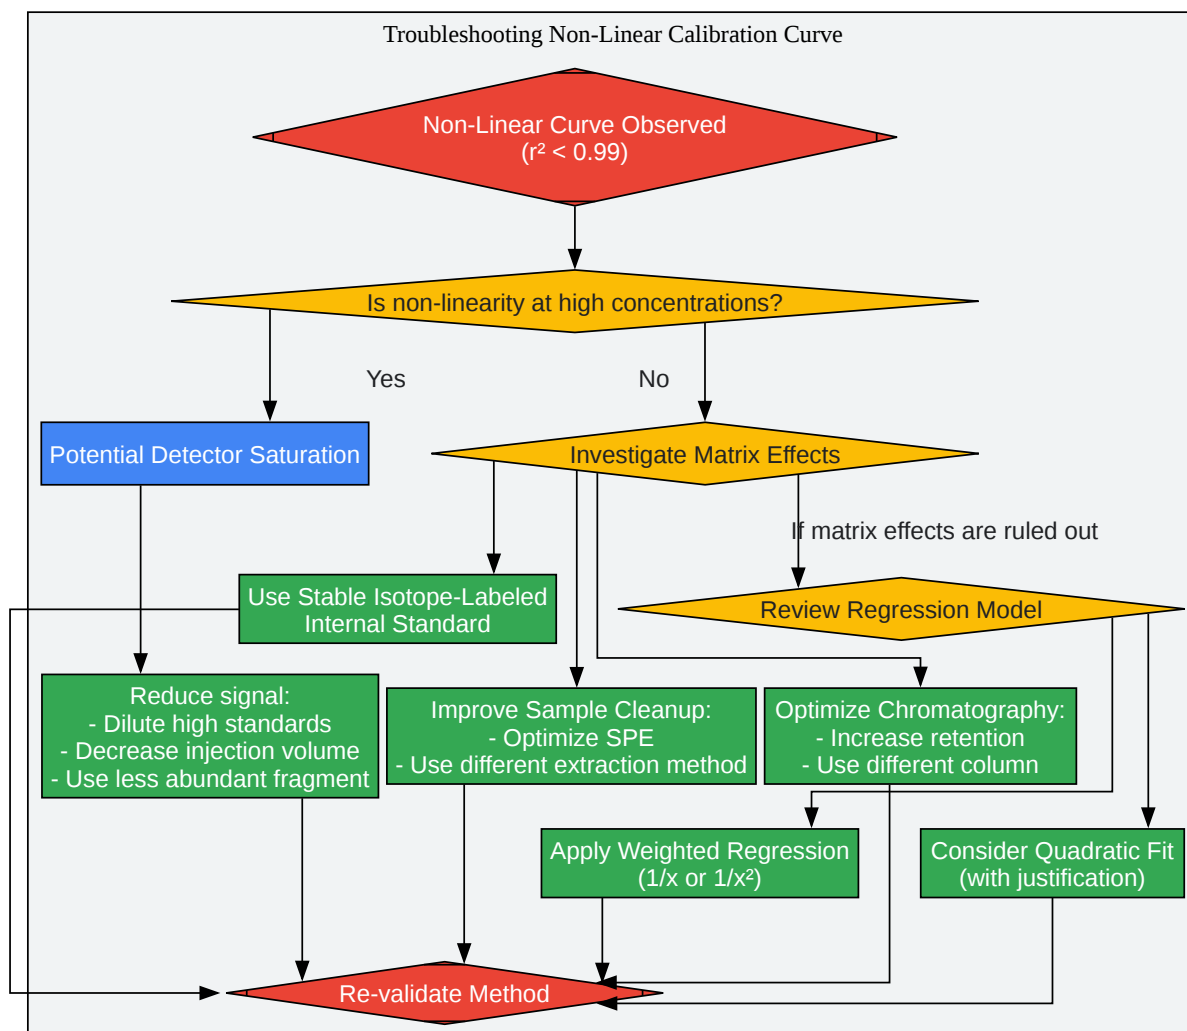 Troubleshooting Non-Linear Calibration Curve
Non-Linear Curve Observed
(r² < 0.99)
Is non-linearity at high concentrations?
Yes
No
Potential Detector Saturation
Investigate Matrix Effects
If matrix effects are ruled out
Use Stable Isotope-Labeled
Internal Standard
Review Regression Model
Reduce signal:
- Dilute high standards
- Decrease injection volume
- Use less abundant fragment
Improve Sample Cleanup:
- Optimize SPE
- Use different extraction method
Optimize Chromatography:
- Increase retention
- Use different column
Apply Weighted Regression
(1/x or 1/x²)
Consider Quadratic Fit
(with justification)
Re-validate Method